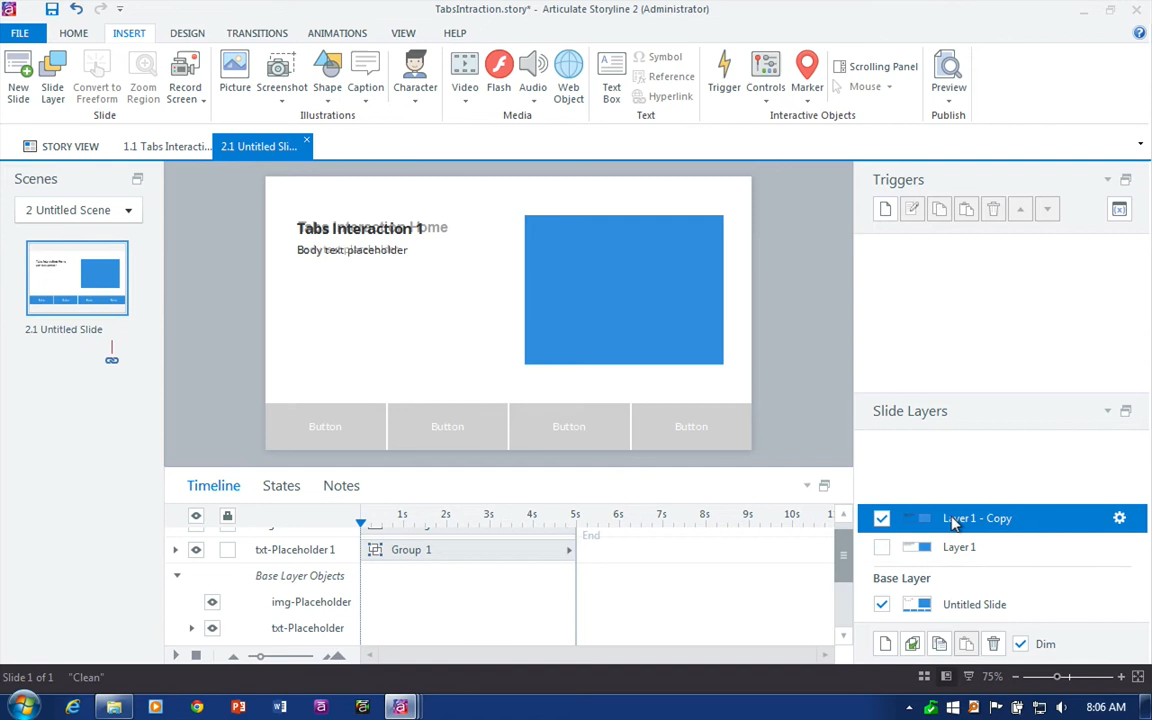 TabsIntraction.story* - Articulate Storyline 2 (Administrator)
FILE HOME INSERT DESIGN TRANSITIONS ANIMATIONS VIEW HELP
New Slide
Slide Layer
Convert to Freeform
Zoom Region
Record Screen
Picture
Screenshot
Shape
Caption
Character
Video
Flash
Audio
Web Object
Text Box
Symbol
Reference
Hyperlink
Trigger
Controls
Marker
Scrolling Panel
Mouse
Preview
Slide Illustrations Media Text Interactive Objects Publish
STORY VIEW 1.1 Tabs Interacti... 2.1 Untitled Sli...
Scenes
2 Untitled Scene
2.1 Untitled Slide
Tabs Interaction Home
Tabs Interaction 1
Body text placeholder
Button Button Button Button
Triggers
(x)
Slide Layers
Layer 1 - Copy
Layer 1
Base Layer
Untitled Slide
Dim
Timeline States Notes
1s 2s 3s 4s 5s 6s 7s 8s 9s 10s
End
txt-Placeholder1 Group 1
Base Layer Objects
img-Placeholder
txt-Placeholder
Slide 1 of 1 "Clean" 75%
8:06 AM